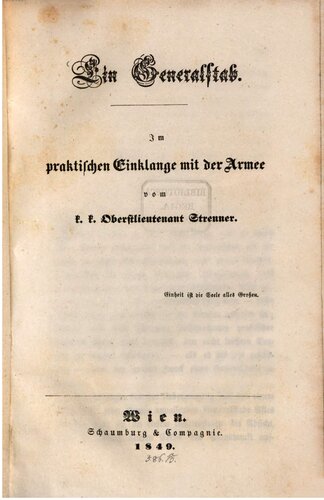 Ein Generalstab.
Im
praktischen Einklange mit der Armee
vom
k. k. Oberstlieutenant Strenner.
Einheit ist die Seele alles Großen.
Wien.
Schaumburg & Compagnie.
1849.